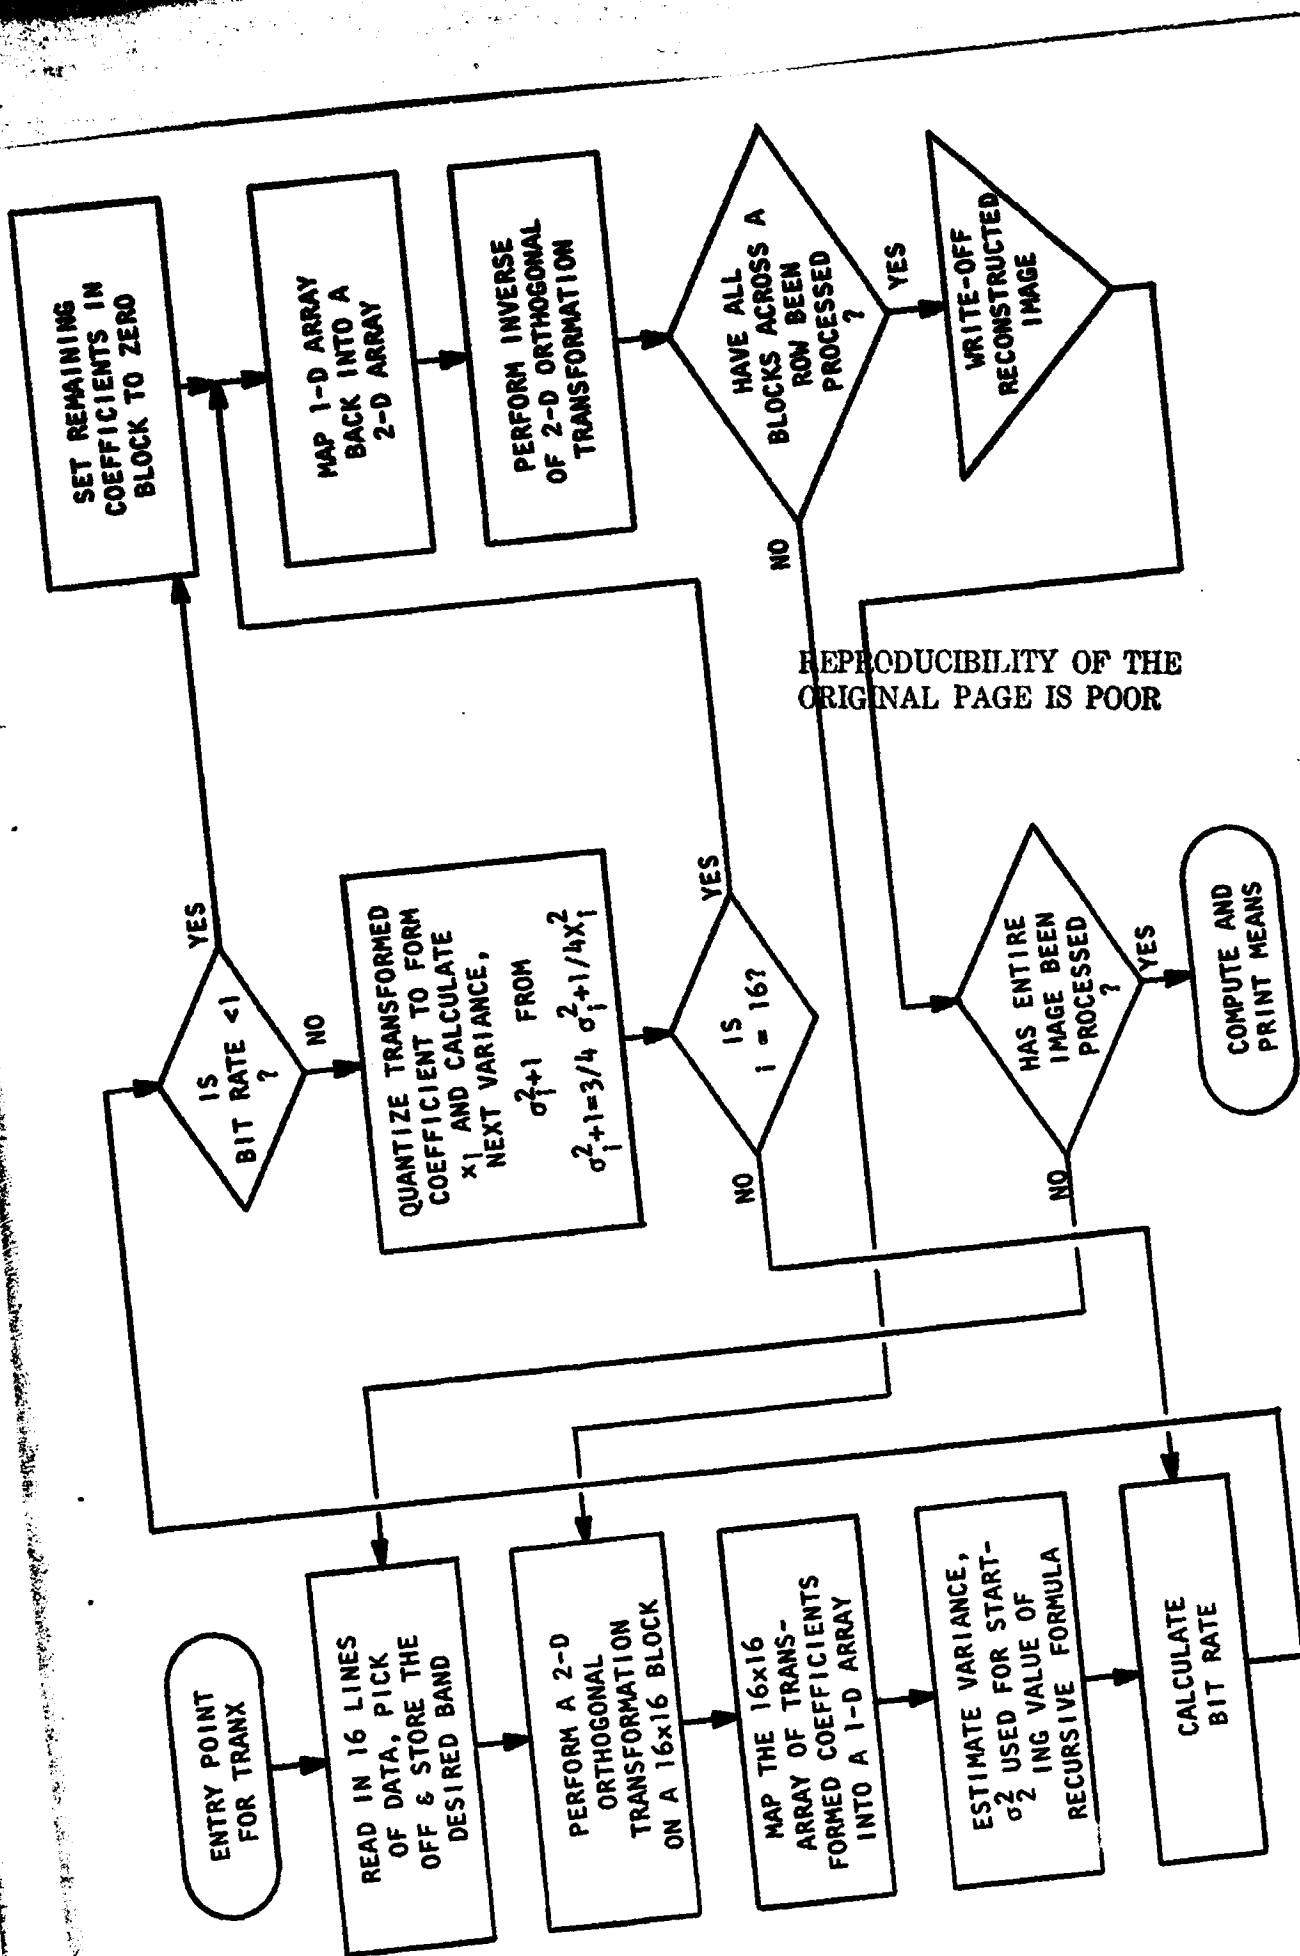 ENTRY POINT
FOR TRANX
READ IN 16 LINES
OF DATA, PICK
OFF & STORE THE
DESIRED BAND
PERFORM A 2-D
ORTHOGONAL
TRANSFORMATION
ON A 16x16 BLOCK
MAP THE 16x16
ARRAY OF TRANS-
FORMED COEFFICIENTS
INTO A 1-D ARRAY
ESTIMATE VARIANCE,
σ²₂ USED FOR START-
ING VALUE OF
RECURSIVE FORMULA
CALCULATE
BIT RATE
IS
BIT RATE <1
?
YES
NO
QUANTIZE TRANSFORMED
COEFFICIENT TO FORM
x₁ AND CALCULATE
NEXT VARIANCE,
σ²ᵢ+1 FROM
σ²ᵢ+1=3/4 σ²ᵢ+1/4X²ᵢ
IS
i = 16?
YES
NO
HAS ENTIRE
IMAGE BEEN
PROCESSED
?
NO
YES
COMPUTE AND
PRINT MEANS
SET REMAINING
COEFFICIENTS IN
BLOCK TO ZERO
MAP 1-D ARRAY
BACK INTO A
2-D ARRAY
PERFORM INVERSE
OF 2-D ORTHOGONAL
TRANSFORMATION
HAVE ALL
BLOCKS ACROSS A
ROW BEEN
PROCESSED
?
NO
YES
WRITE-OFF
RECONSTRUCTED
IMAGE
REPRODUCIBILITY OF THE
ORIGINAL PAGE IS POOR